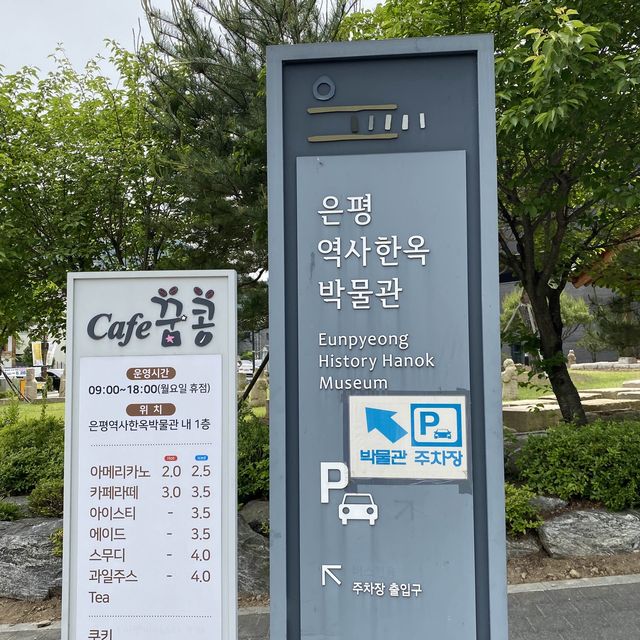 Cafe 꿈콩
운영시간
09:00~18:00(월요일 휴점)
위 치
은평역사한옥박물관 내 1층
아메리카노 2.0 2.5
카페라떼 3.0 3.5
아이스티 - 3.5
에이드 - 3.5
스무디 - 4.0
과일주스 - 4.0
Tea
쿠키
은평
역사한옥
박물관
Eunpyeong
History Hanok
Museum
P
박물관 주차장
P
주차장 출입구